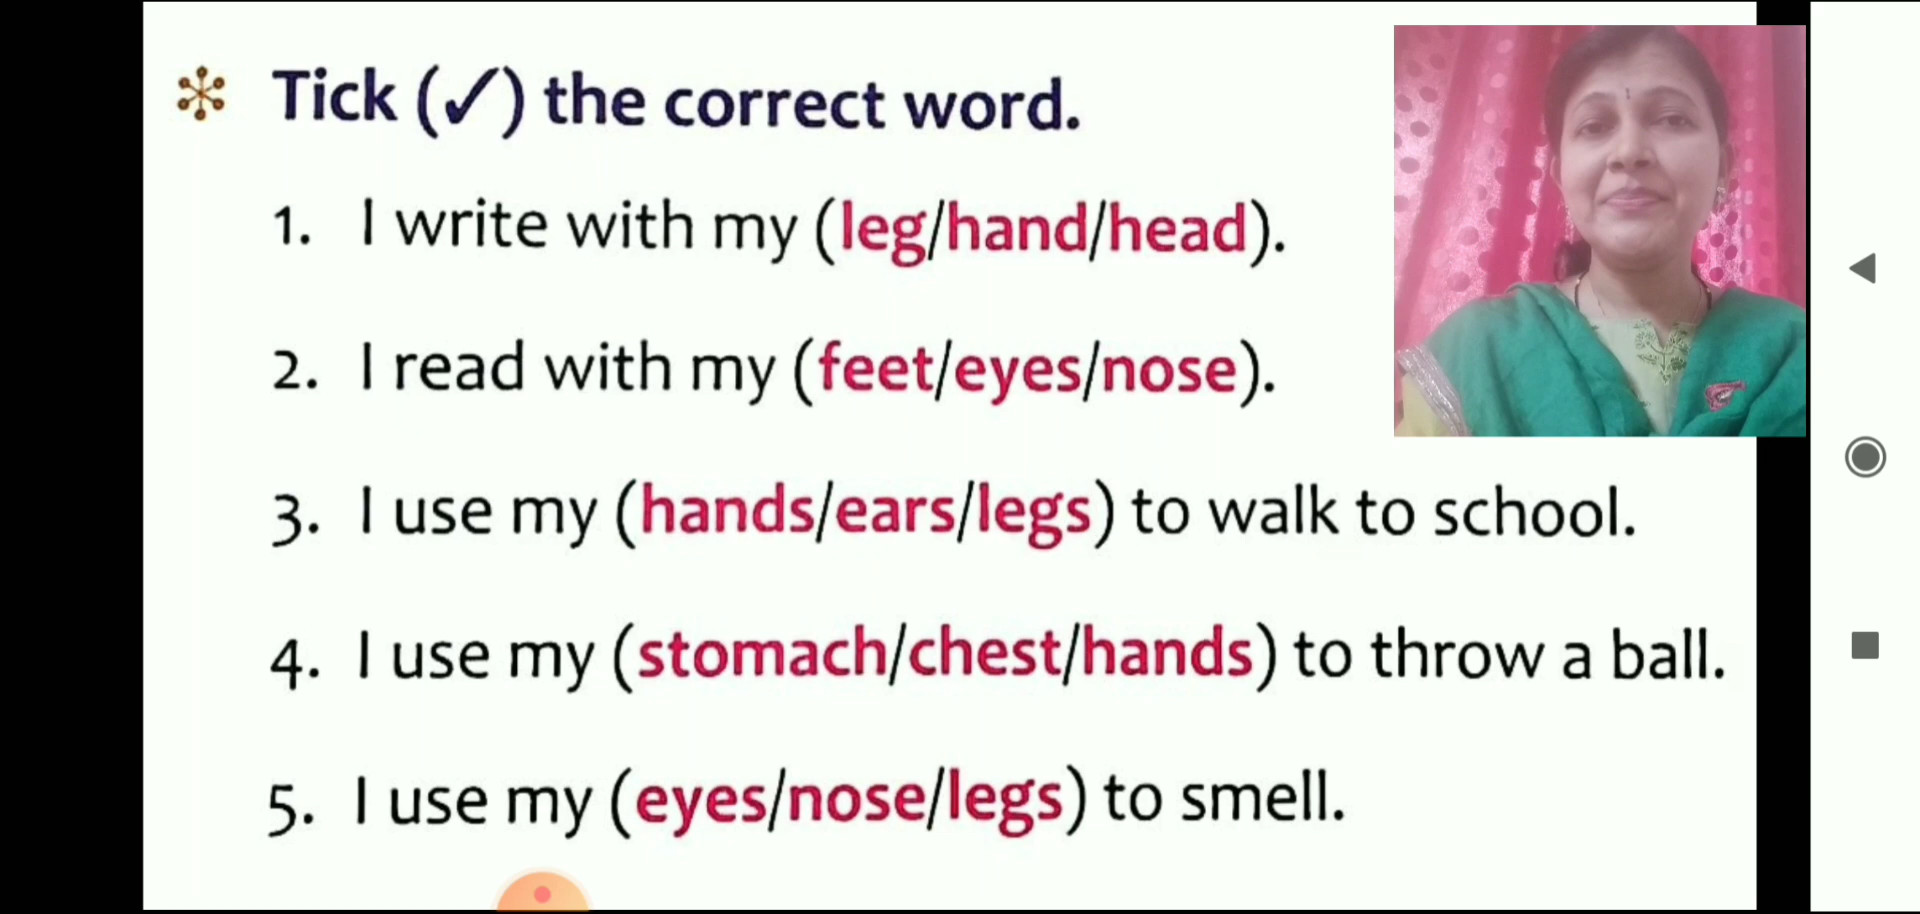 Tick (✓) the correct word.
1. I write with my (leg/hand/head).
2. I read with my (feet/eyes/nose).
3. I use my (hands/ears/legs) to walk to school.
4. I use my (stomach/chest/hands) to throw a ball.
5. I use my (eyes/nose/legs) to smell.